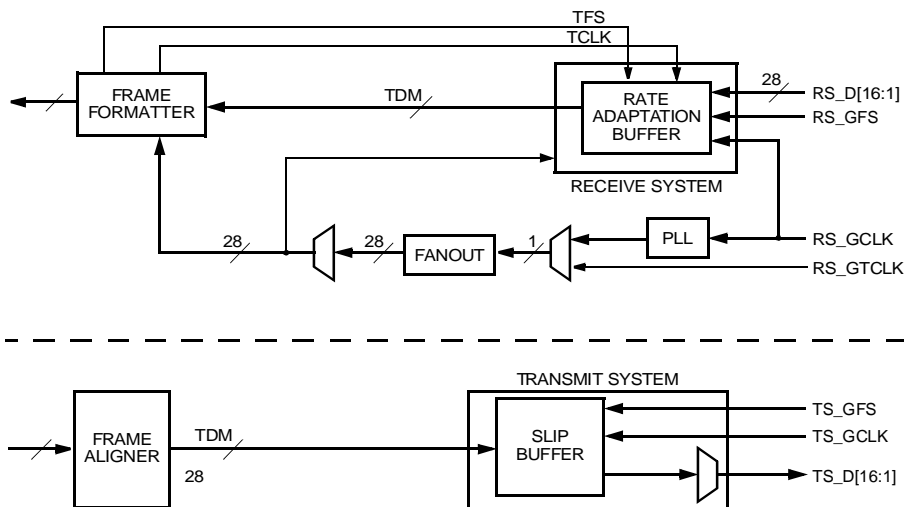 TFS
TCLK
FRAME
FORMATTER
TDM
RATE
ADAPTATION
BUFFER
28
RS_D[16:1]
RS_GFS
RECEIVE SYSTEM
28
28
FANOUT
1
PLL
RS_GCLK
RS_GTCLK
TRANSMIT SYSTEM
FRAME
ALIGNER
TDM
28
SLIP
BUFFER
TS_GFS
TS_GCLK
TS_D[16:1]